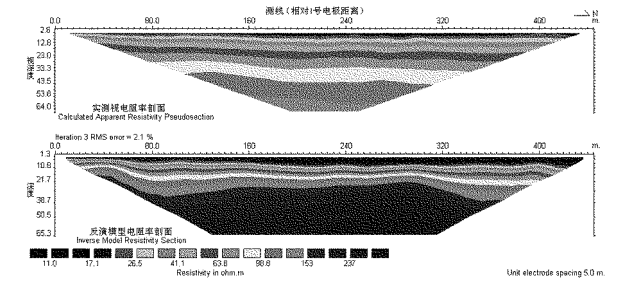 测线（相对1号电极距离）
N
0.0 80.0 160 240 320 400 m.
2.6
12.8
23.0
33.3
43.5
53.6
64.0
实测视电阻率剖面
Calculated Apparent Resistivity Pseudosection
Iteration 3 RMS error = 2.1 %
0.0 80.0 160 240 320 400 m.
1.3
10.8
21.7
38.7
50.5
65.3
反演模型电阻率剖面
Inverse Model Resistivity Section
11.0 17.1 26.5 41.1 63.8 98.8 153 237
Resistivity in ohm.m
Unit electrode spacing 5.0 m.